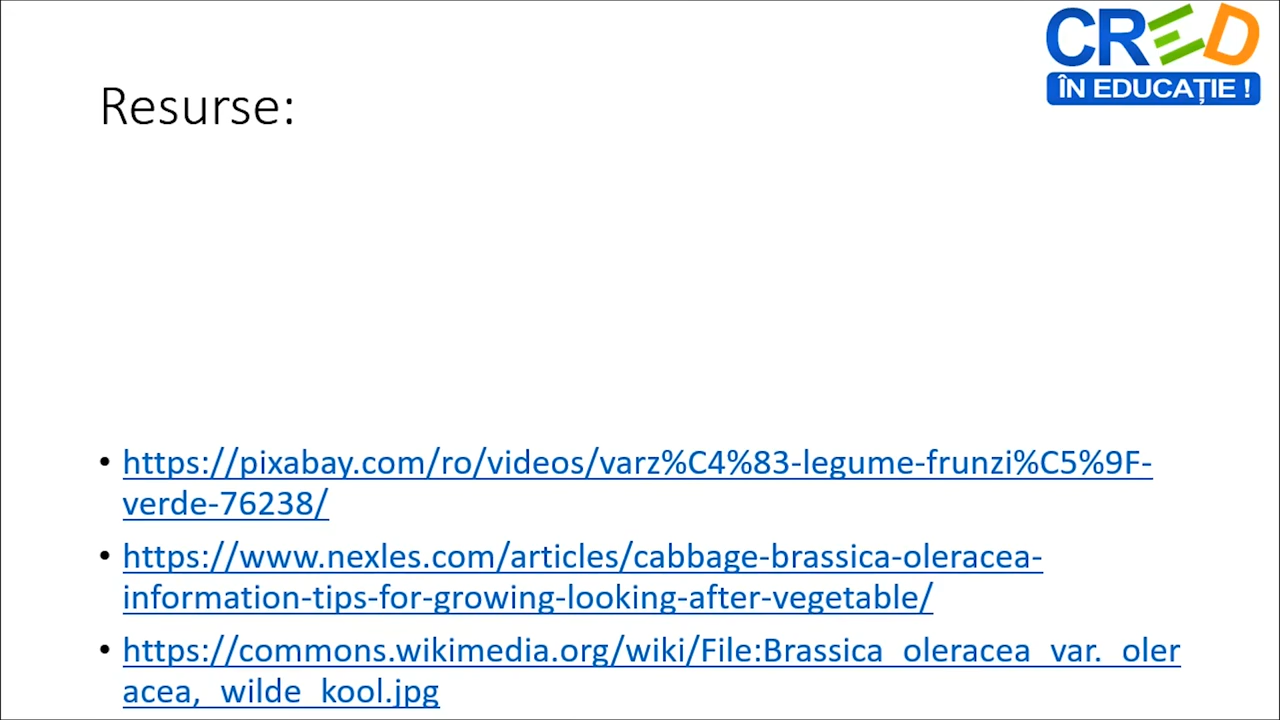 CRED
ÎN EDUCAȚIE !
Resurse:
• https://pixabay.com/ro/videos/varz%C4%83-legume-frunzi%C5%9F-
verde-76238/
• https://www.nexles.com/articles/cabbage-brassica-oleracea-
information-tips-for-growing-looking-after-vegetable/
• https://commons.wikimedia.org/wiki/File:Brassica_oleracea_var._oler
acea,_wilde_kool.jpg